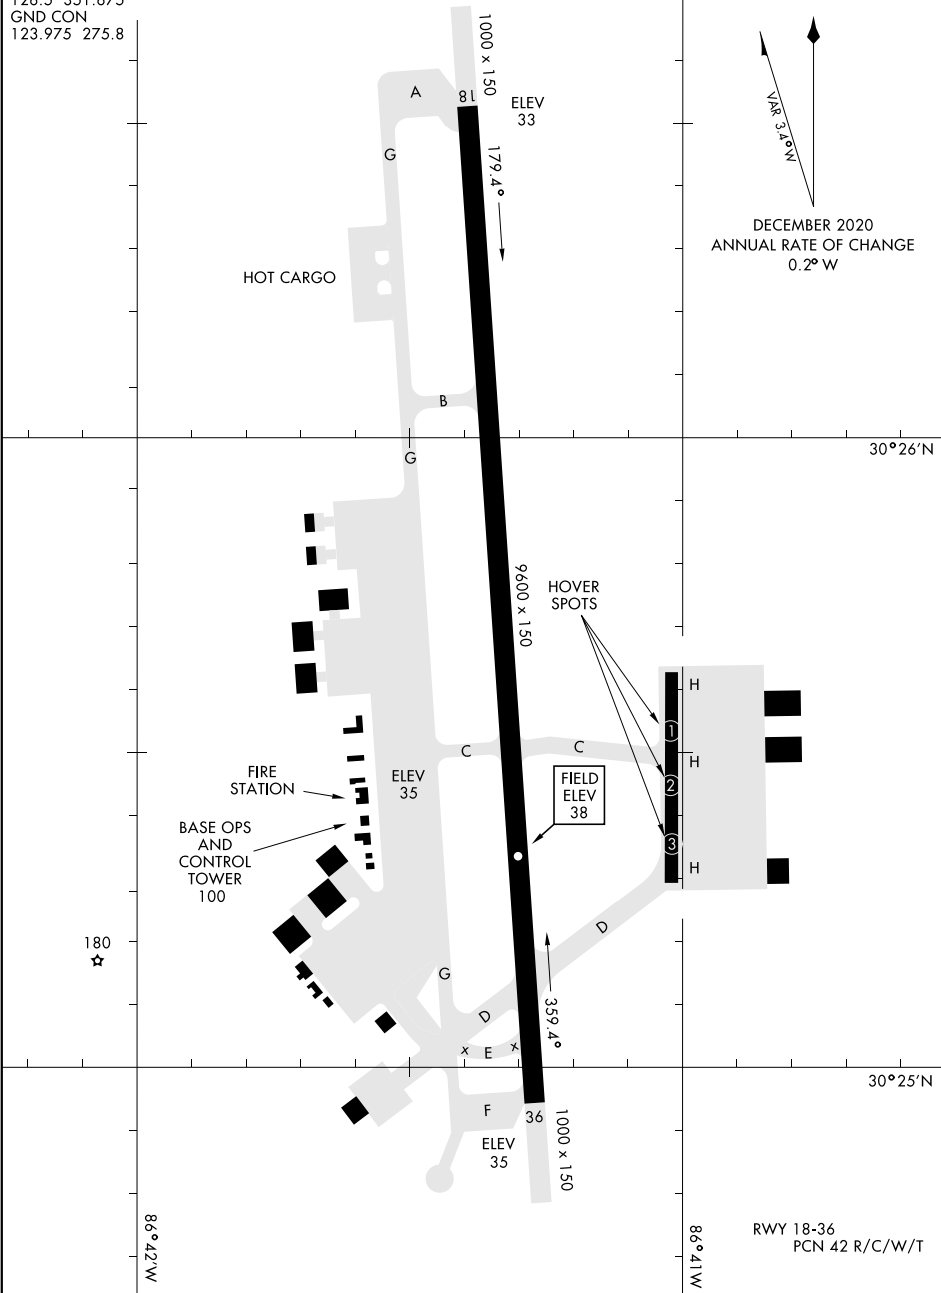 GND CON
123.975 275.8
1000 x 150
A
18
ELEV
33
G
179.4°
VAR 3.4°W
DECEMBER 2020
ANNUAL RATE OF CHANGE
0.2° W
HOT CARGO
B
G
30°26'N
9600 x 150
HOVER
SPOTS
H
1
C
C
H
FIRE
STATION
ELEV
35
FIELD
ELEV
38
2
BASE OPS
AND
CONTROL
TOWER
100
3
H
180
D
G
359.4°
D
x
E
x
30°25'N
F
36
ELEV
35
1000 x 150
86°42'W
86°41'W
RWY 18-36
PCN 42 R/C/W/T